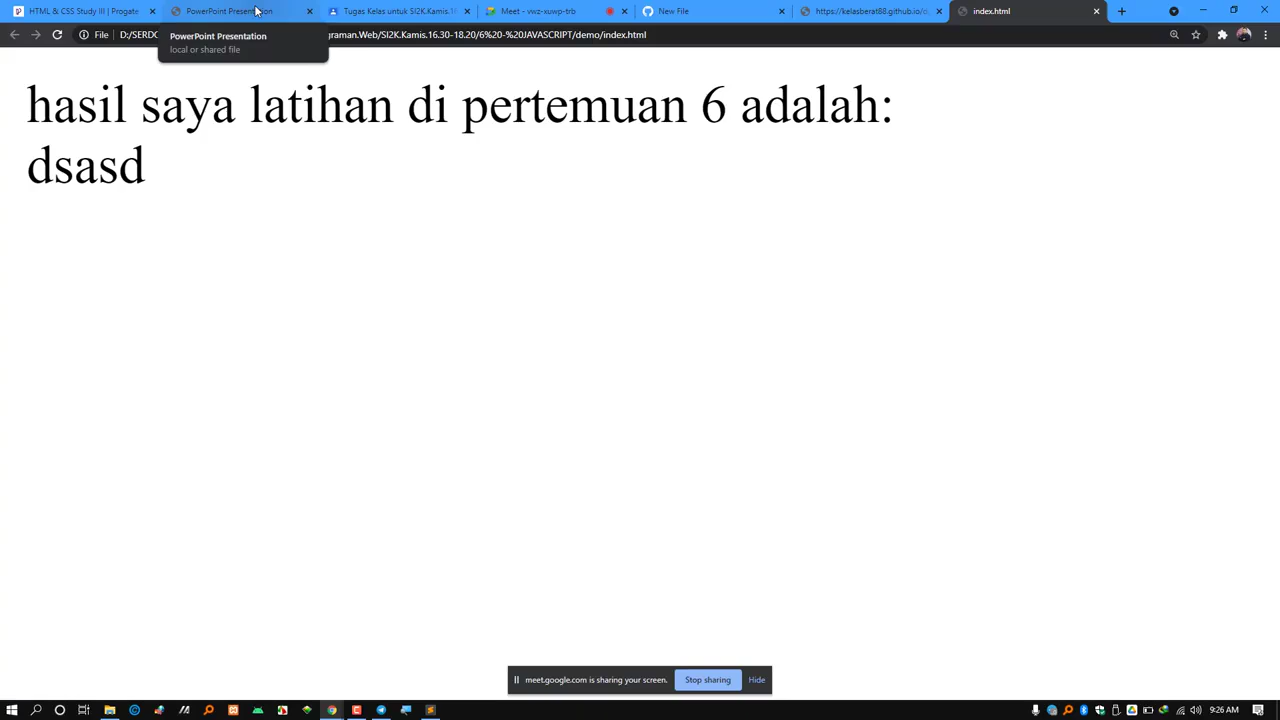 HTML & CSS Study III | Progate
PowerPoint Presentation
Tugas Kelas untuk SI2K.Kamis.16
Meet - vwz-xuwp-trb
New File
https://kelasberat88.github.io/d
index.html
File
D:/SERDO
graman.Web/SI2K.Kamis.16.30-18.20/6%20-%20JAVASCRIPT/demo/index.html
PowerPoint Presentation
local or shared file
hasil saya latihan di pertemuan 6 adalah:
dsasd
meet.google.com is sharing your screen.
Stop sharing
Hide
9:26 AM